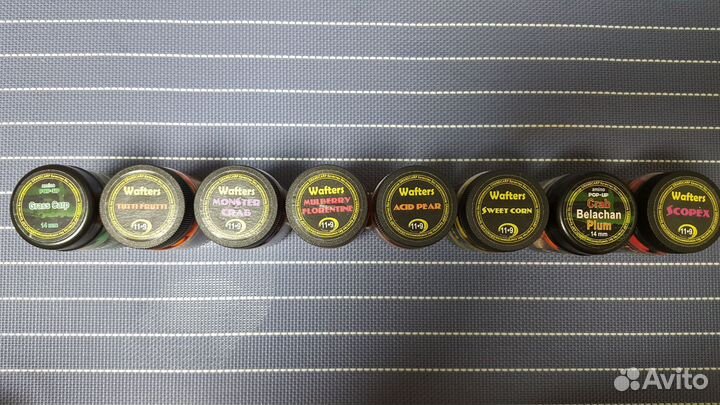 amino
POP-UP
Grass Carp
14 mm
Wafters
TUTTI FRUTTI
11•9
Wafters
MONSTER
CRAB
11•9
Wafters
MULBERRY
FLORENTINE
11•9
Wafters
ACID PEAR
11•9
Wafters
SWEET CORN
11•9
amino
POP-UP
Crab
Belachan
Plum
14 mm
Wafters
SCOPEX
11•9
Avito